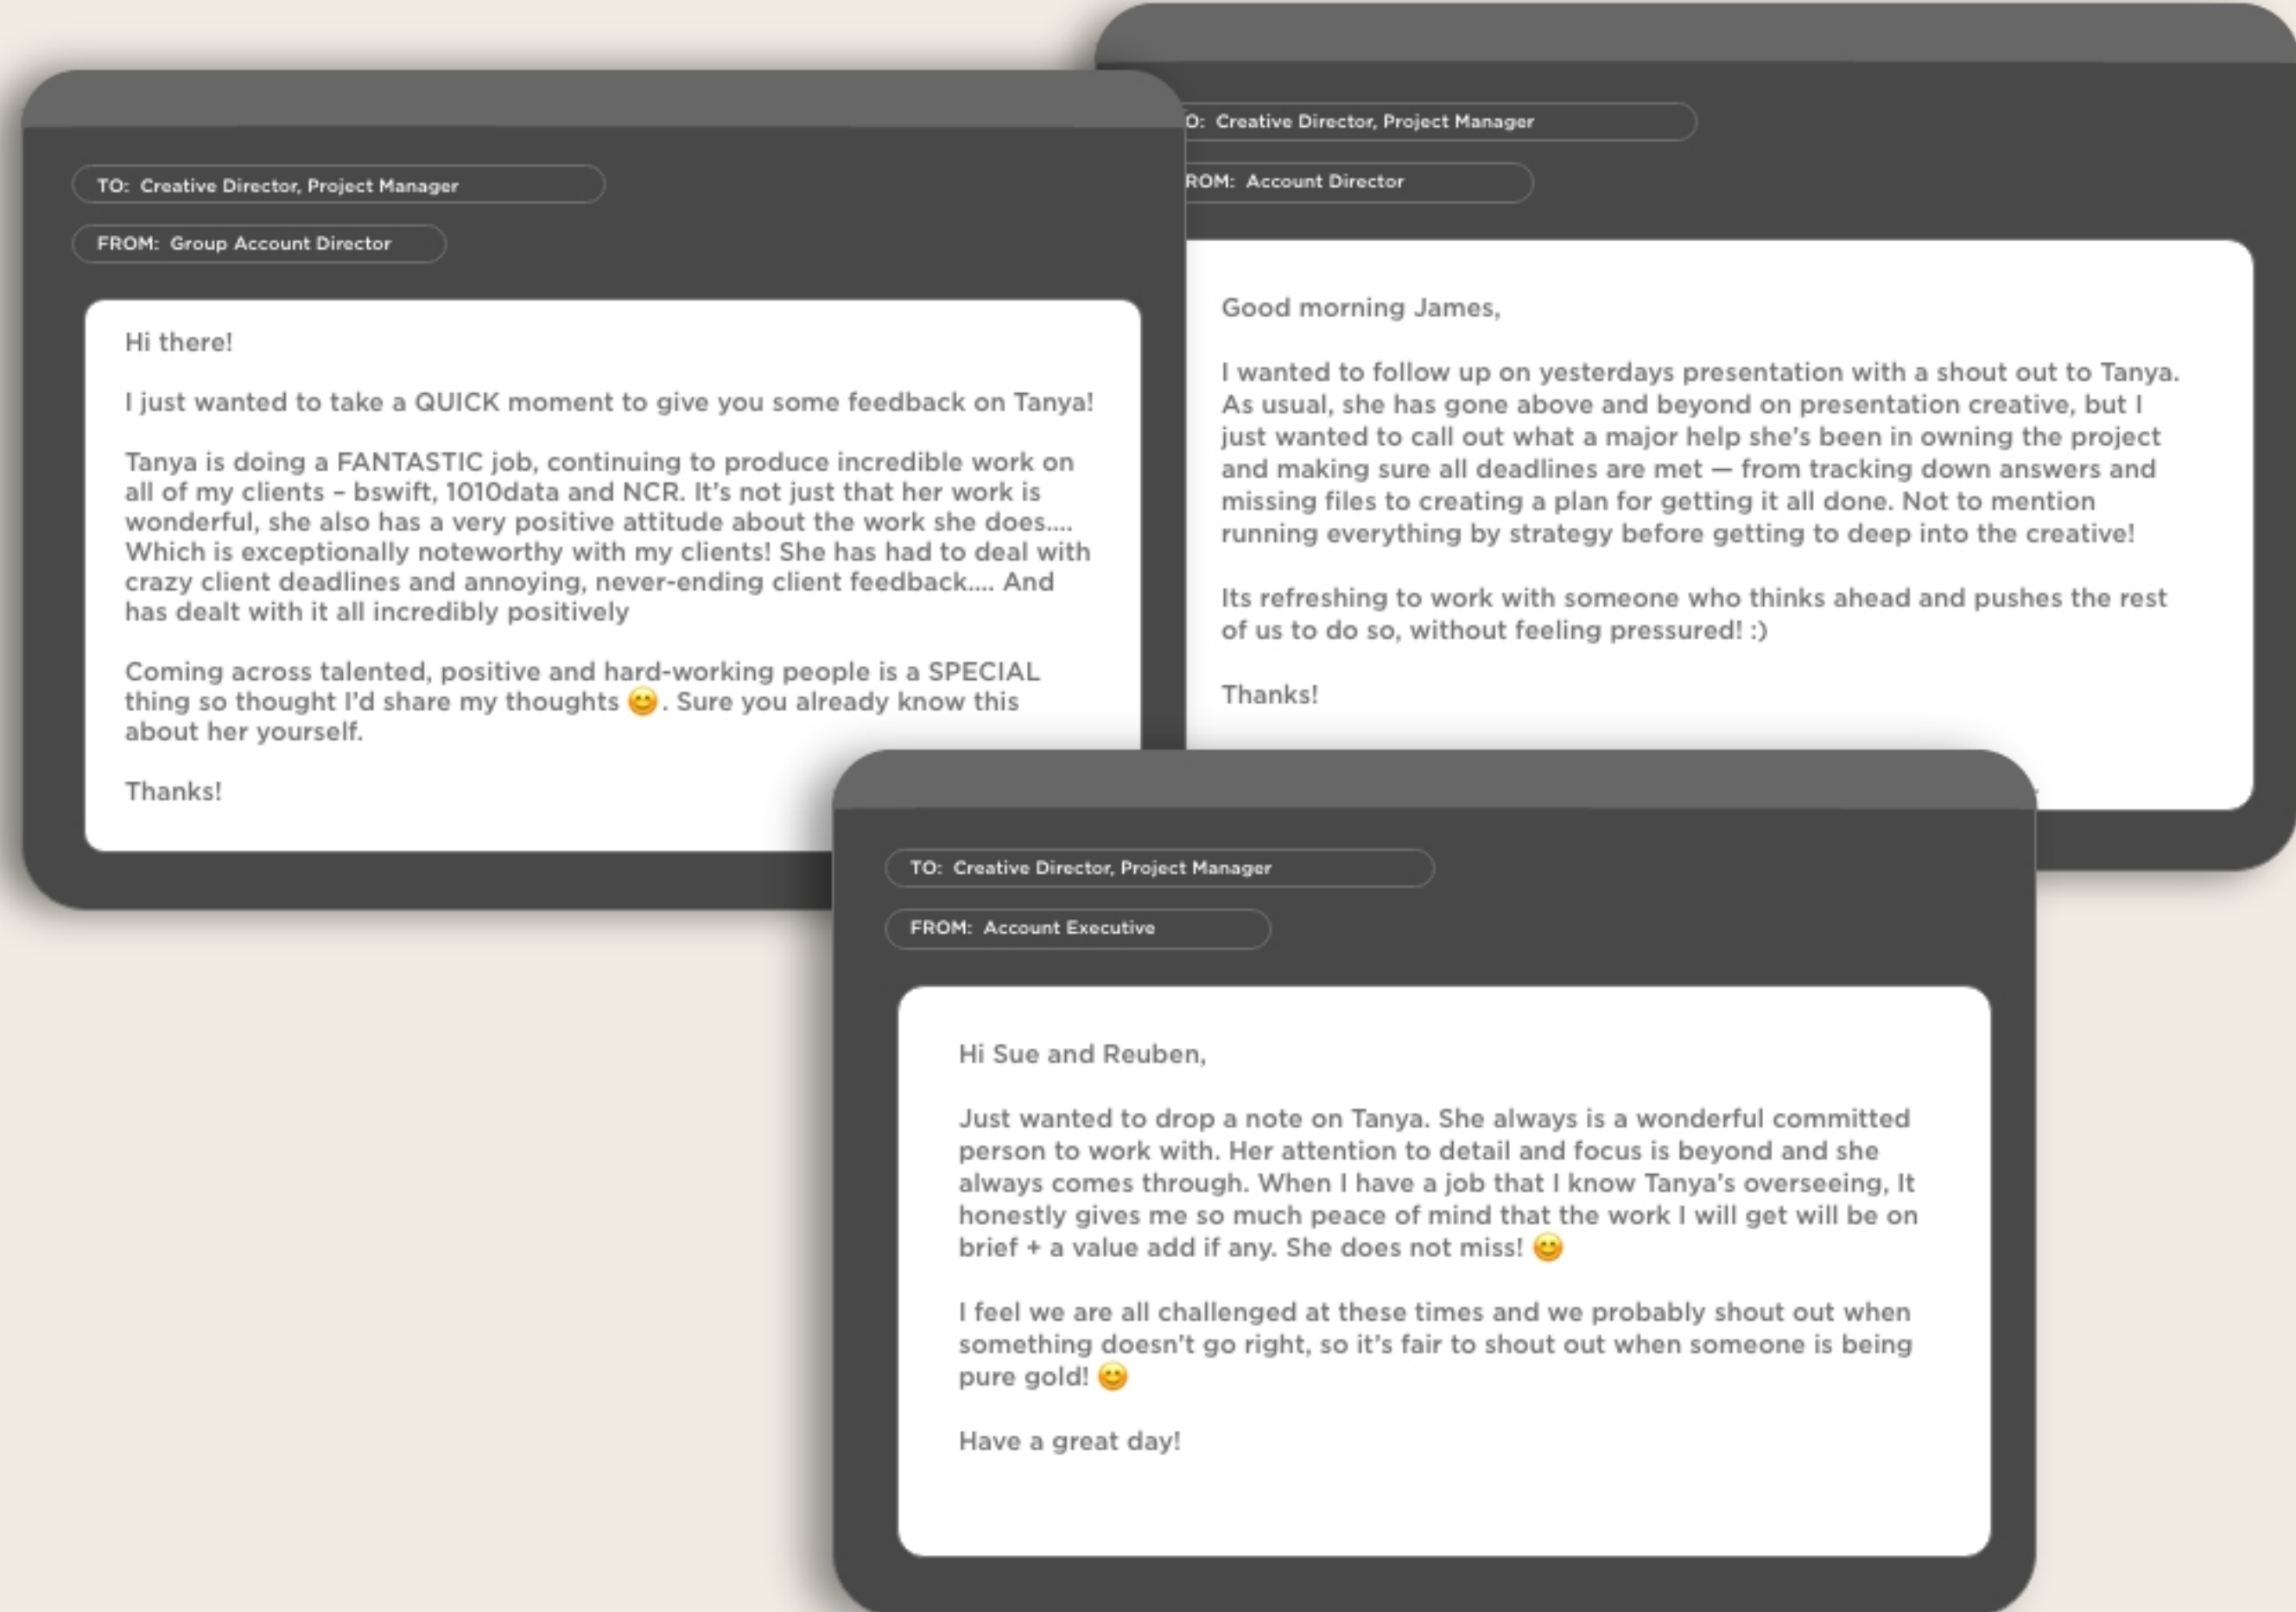 TO: Creative Director, Project Manager
FROM: Group Account Director
Hi there!
I just wanted to take a QUICK moment to give you some feedback on Tanya!
Tanya is doing a FANTASTIC job, continuing to produce incredible work on
all of my clients – bswift, 1010data and NCR. It’s not just that her work is
wonderful, she also has a very positive attitude about the work she does....
Which is exceptionally noteworthy with my clients! She has had to deal with
crazy client deadlines and annoying, never-ending client feedback.... And
has dealt with it all incredibly positively
Coming across talented, positive and hard-working people is a SPECIAL
thing so thought I’d share my thoughts 😊. Sure you already know this
about her yourself.
Thanks!
O: Creative Director, Project Manager
ROM: Account Director
Good morning James,
I wanted to follow up on yesterdays presentation with a shout out to Tanya.
As usual, she has gone above and beyond on presentation creative, but I
just wanted to call out what a major help she’s been in owning the project
and making sure all deadlines are met — from tracking down answers and
missing files to creating a plan for getting it all done. Not to mention
running everything by strategy before getting to deep into the creative!
Its refreshing to work with someone who thinks ahead and pushes the rest
of us to do so, without feeling pressured! :)
Thanks!
TO: Creative Director, Project Manager
FROM: Account Executive
Hi Sue and Reuben,
Just wanted to drop a note on Tanya. She always is a wonderful committed
person to work with. Her attention to detail and focus is beyond and she
always comes through. When I have a job that I know Tanya’s overseeing, It
honestly gives me so much peace of mind that the work I will get will be on
brief + a value add if any. She does not miss! 😊
I feel we are all challenged at these times and we probably shout out when
something doesn’t go right, so it’s fair to shout out when someone is being
pure gold! 😊
Have a great day!